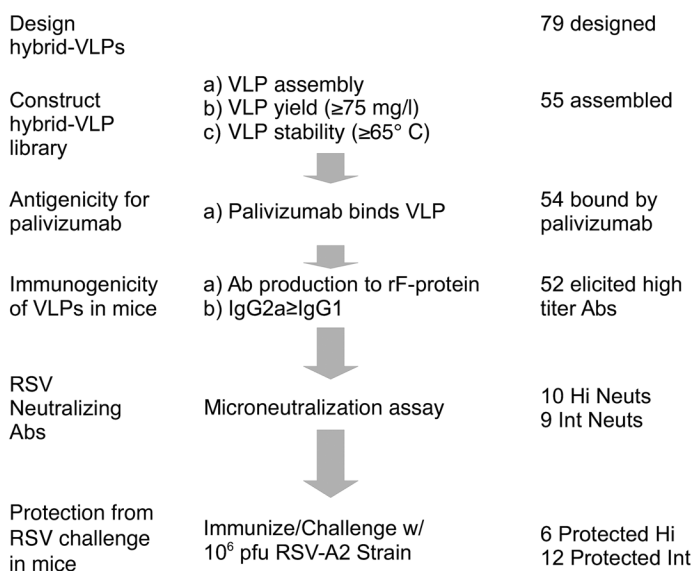 Design
hybrid-VLPs
79 designed
Construct
hybrid-VLP
library
a) VLP assembly
b) VLP yield (≥75 mg/l)
c) VLP stability (≥65° C)
55 assembled
Antigenicity for
palivizumab
a) Palivizumab binds VLP
54 bound by
palivizumab
Immunogenicity
of VLPs in mice
a) Ab production to rF-protein
b) IgG2a≥IgG1
52 elicited high
titer Abs
RSV
Neutralizing
Abs
Microneutralization assay
10 Hi Neuts
9 Int Neuts
Protection from
RSV challenge
in mice
Immunize/Challenge w/
10⁶ pfu RSV-A2 Strain
6 Protected Hi
12 Protected Int